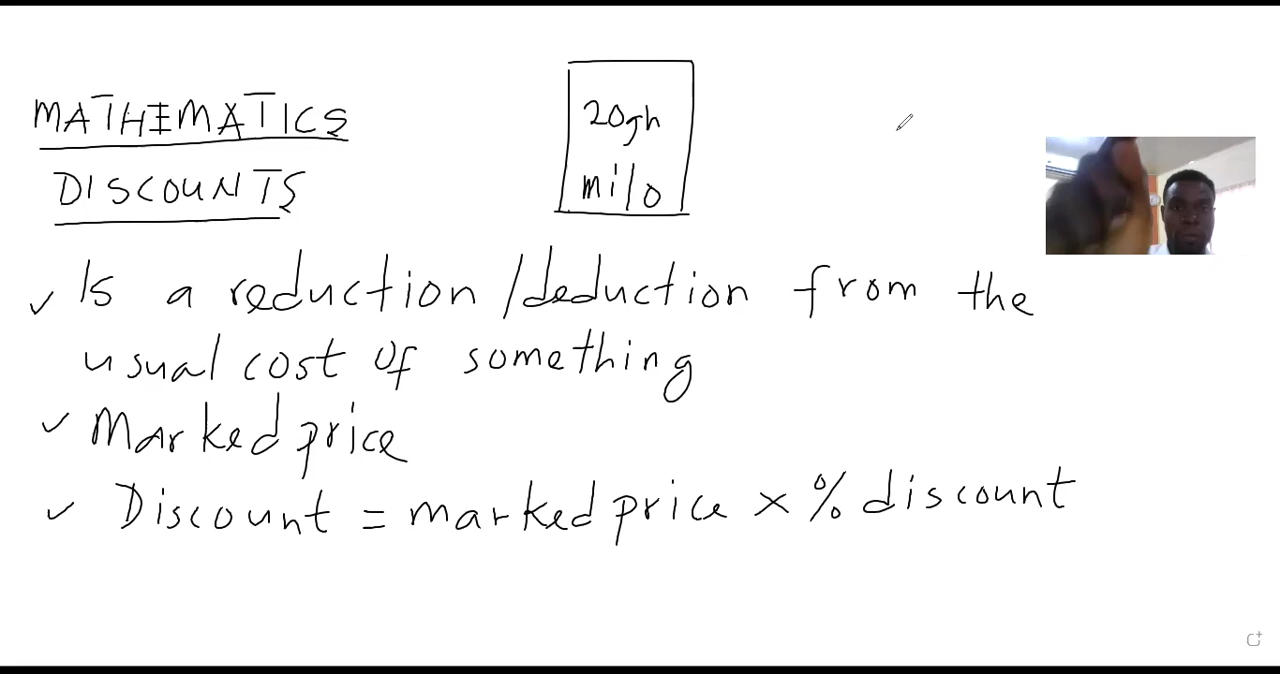 MATHEMATICS
DISCOUNTS
20gh
milo
✓ Is a reduction/deduction from the
usual cost of something
✓ Marked price
✓ Discount = marked price × % discount